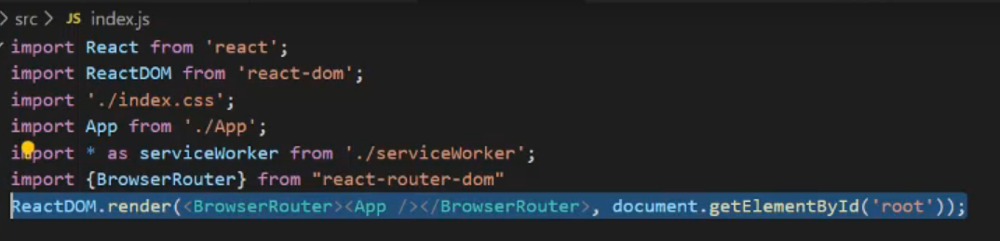 > src > JS index.js
import React from 'react';
import ReactDOM from 'react-dom';
import './index.css';
import App from './App';
import * as serviceWorker from './serviceWorker';
import {BrowserRouter} from "react-router-dom"
ReactDOM.render(<BrowserRouter><App /></BrowserRouter>, document.getElementById('root'));